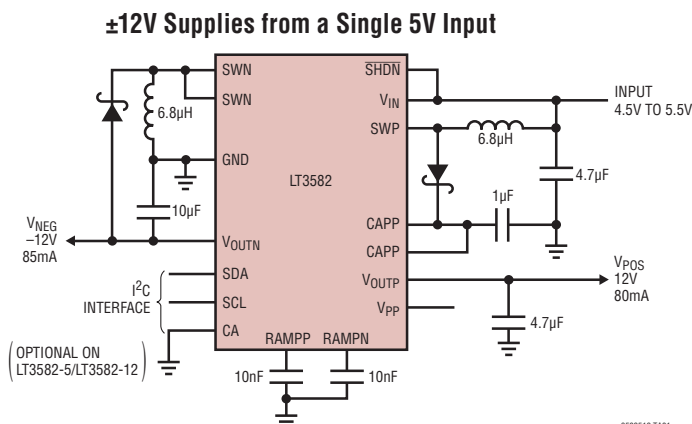 ±12V Supplies from a Single 5V Input
SWN
SWN
6.8µH
GND
10µF
VNEG
–12V
85mA
VOUTN
SDA
I2C
INTERFACE
SCL
CA
(OPTIONAL ON
LT3582-5/LT3582-12)
LT3582
RAMPP
RAMPN
10nF
10nF
SHDN
VIN
INPUT
4.5V TO 5.5V
SWP
6.8µH
4.7µF
1µF
CAPP
CAPP
VOUTP
VPOS
12V
80mA
VPP
4.7µF